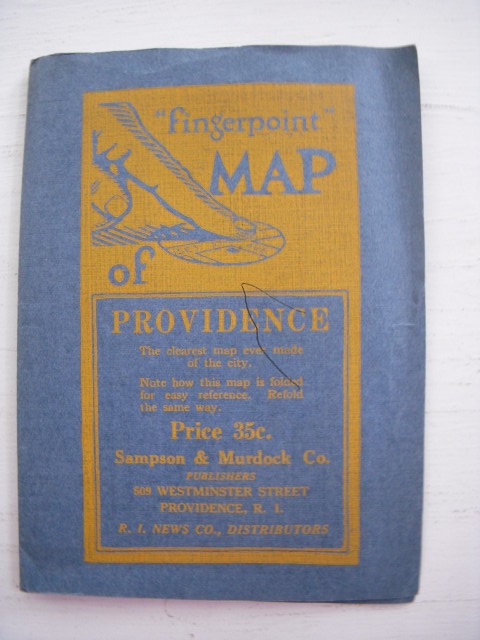 "fingerpoint"
MAP
of
PROVIDENCE
The clearest map ever made
of the city.
Note how this map is folded
for easy reference. Refold
the same way.
Price 35c.
Sampson & Murdock Co.
PUBLISHERS
509 WESTMINSTER STREET
PROVIDENCE, R. I.
R. I. NEWS CO., DISTRIBUTORS